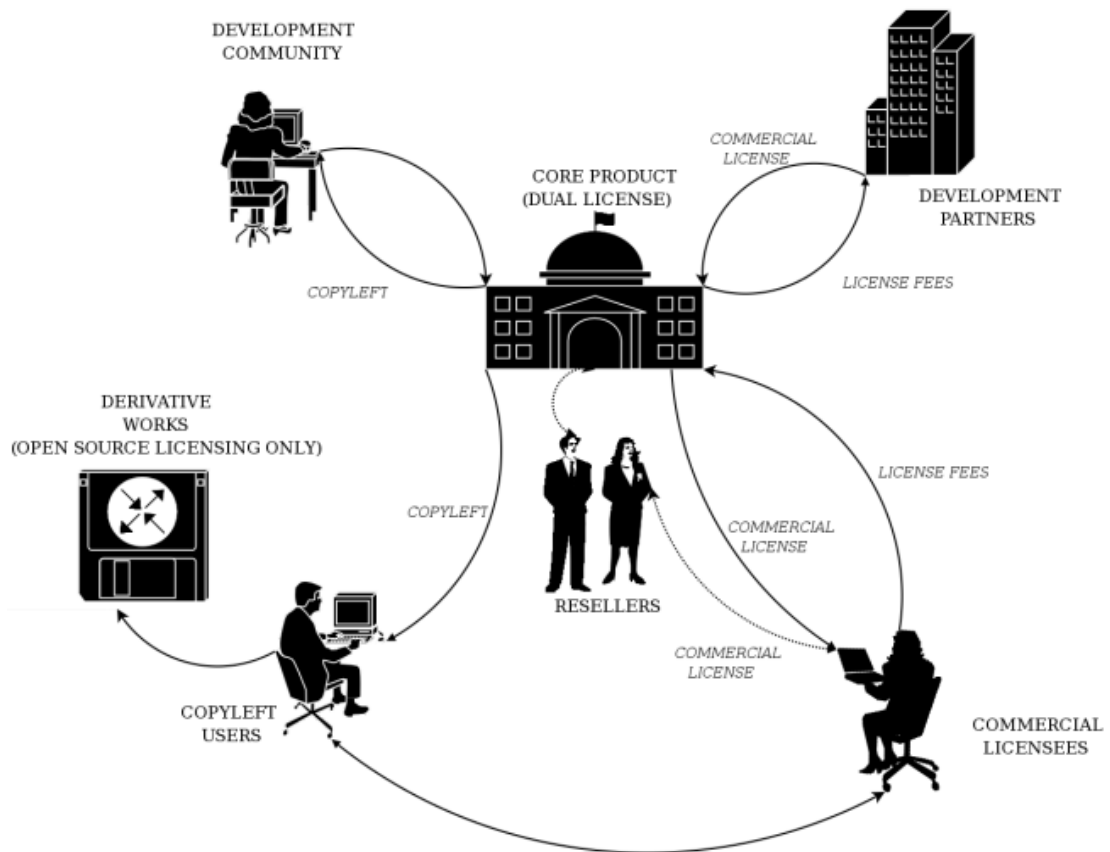 DEVELOPMENT
COMMUNITY
COMMERCIAL
LICENSE
CORE PRODUCT
(DUAL LICENSE)
DEVELOPMENT
PARTNERS
COPYLEFT
LICENSE FEES
DERIVATIVE
WORKS
(OPEN SOURCE LICENSING ONLY)
LICENSE FEES
COPYLEFT
COMMERCIAL
LICENSE
RESELLERS
COMMERCIAL
LICENSE
COPYLEFT
USERS
COMMERCIAL
LICENSEES